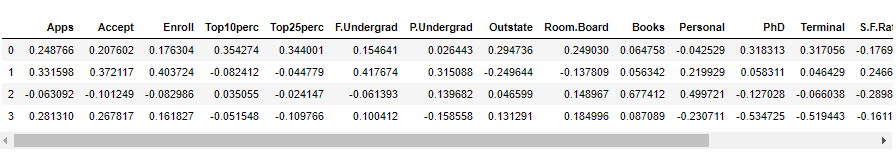 Apps Accept Enroll Top10perc Top25perc F.Undergrad P.Undergrad Outstate Room.Board Books Personal PhD Terminal S.F.Rat
0 0.248766 0.207602 0.176304 0.354274 0.344001 0.154641 0.026443 0.294736 0.249030 0.064758 -0.042529 0.318313 0.317056 -0.1769
1 0.331598 0.372117 0.403724 -0.082412 -0.044779 0.417674 0.315088 -0.249644 -0.137809 0.056342 0.219929 0.058311 0.046429 0.2466
2 -0.063092 -0.101249 -0.082986 0.035055 -0.024147 -0.061393 0.139682 0.046599 0.148967 0.677412 0.499721 -0.127028 -0.066038 -0.2898
3 0.281310 0.267817 0.161827 -0.051548 -0.109766 0.100412 -0.158558 0.131291 0.184996 0.087089 -0.230711 -0.534725 -0.519443 -0.1611